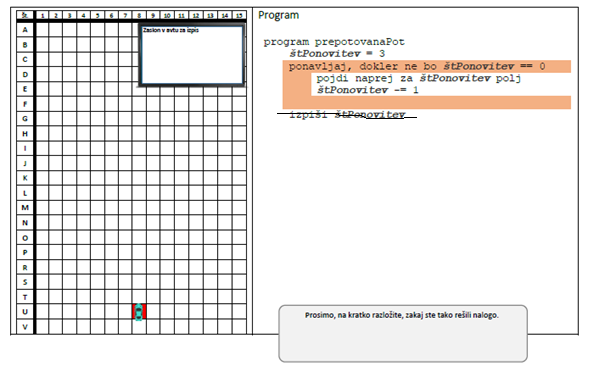 Program
Št. 1 2 3 4 5 6 7 8 9 10 11 12 13 14 15
A
B
C
D
E
F
G
H
I
J
K
L
M
N
O
P
R
S
T
U
V
Zaslon v avtu za izpis
program prepotovanaPot
štPonovitev = 3
ponavljaj, dokler ne bo štPonovitev == 0
pojdi naprej za štPonovitev polj
štPonovitev -= 1
izpiši štPonovitev
Prosimo, na kratko razložite, zakaj ste tako rešili nalogo.